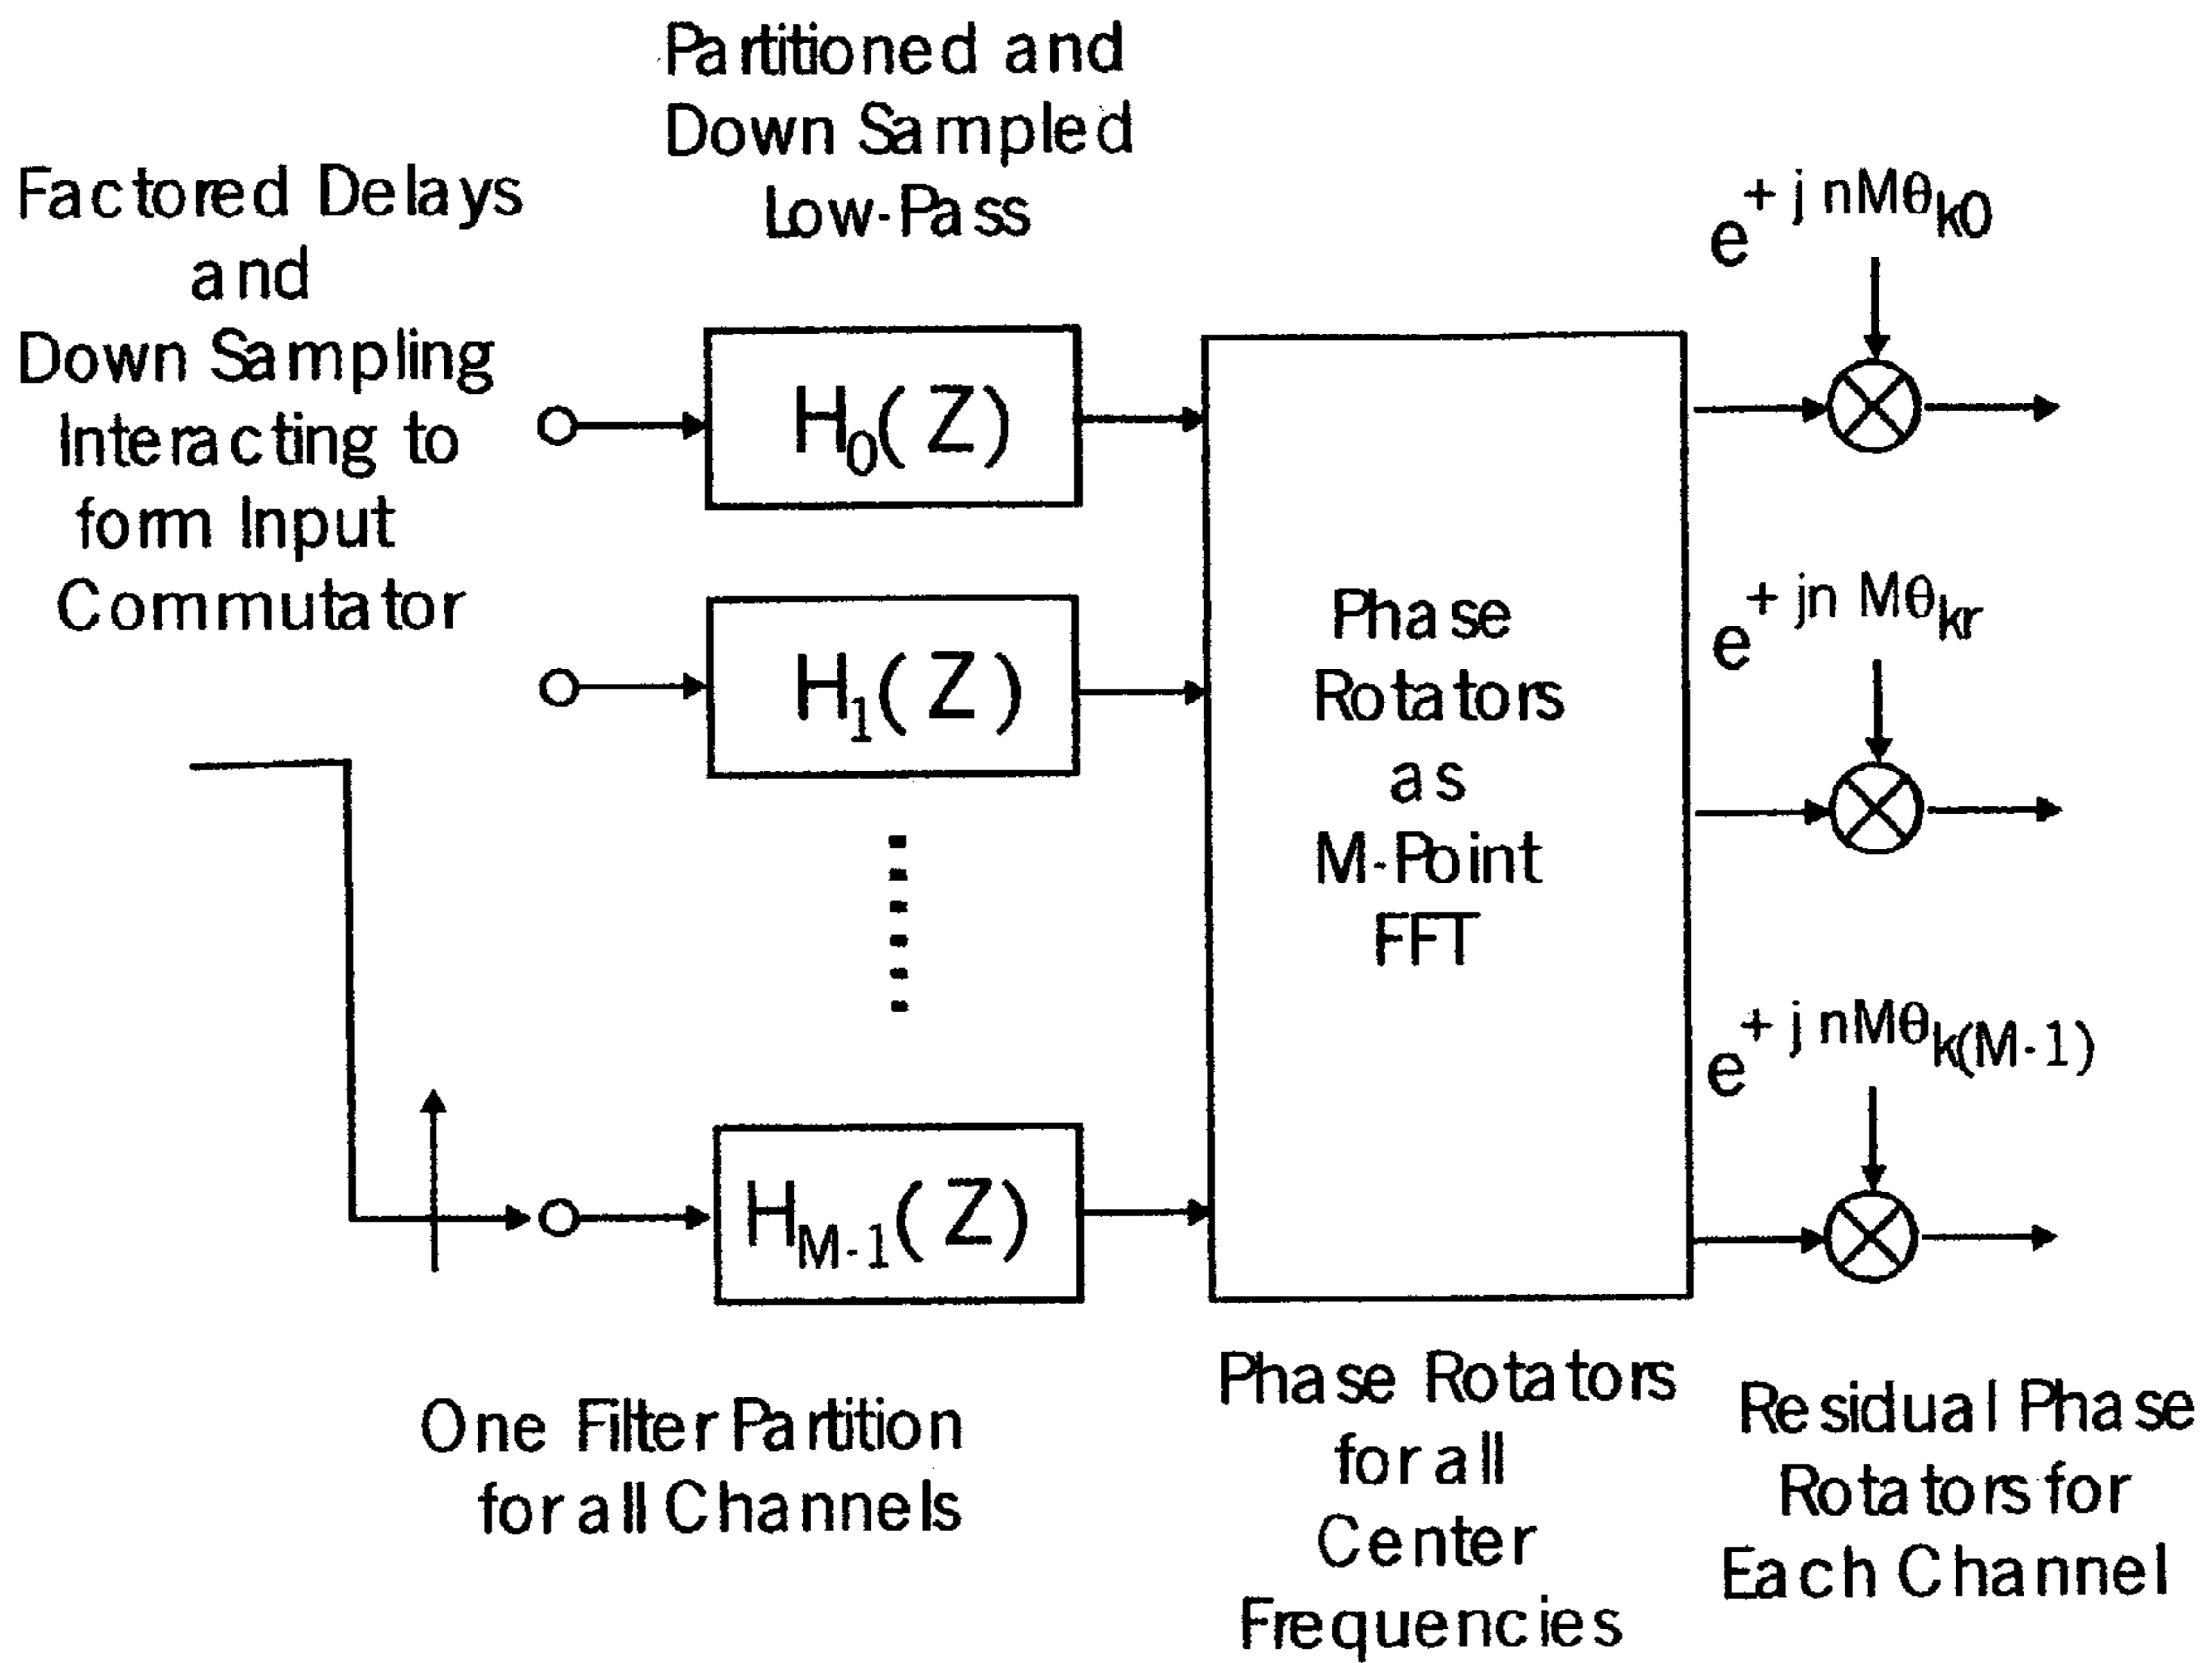 Partitioned and
Down Sampled
Low-Pass
Factored Delays
and
Down Sampling
Interacting to
form Input
Commutator
H0(Z)
H1(Z)
HM-1(Z)
Phase
Rotators
as
M-Point
FFT
e+ j nMθk0
e+ jn Mθkr
e+ j nMθk(M-1)
One Filter Partition
for all Channels
Phase Rotators
for all
Center
Frequencies
Residual Phase
Rotators for
Each Channel